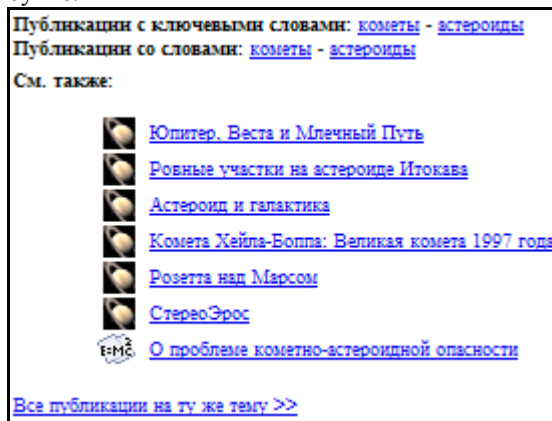 Публикации с ключевыми словами: кометы - астероиды
Публикации со словами: кометы - астероиды
См. также:
Юпитер, Веста и Млечный Путь
Ровные участки на астероиде Итокава
Астероид и галактика
Комета Хейла-Боппа: Великая комета 1997 года
Розетта над Марсом
СтереоЭрос
E=MC2 О проблеме кометно-астероидной опасности
Все публикации на ту же тему >>